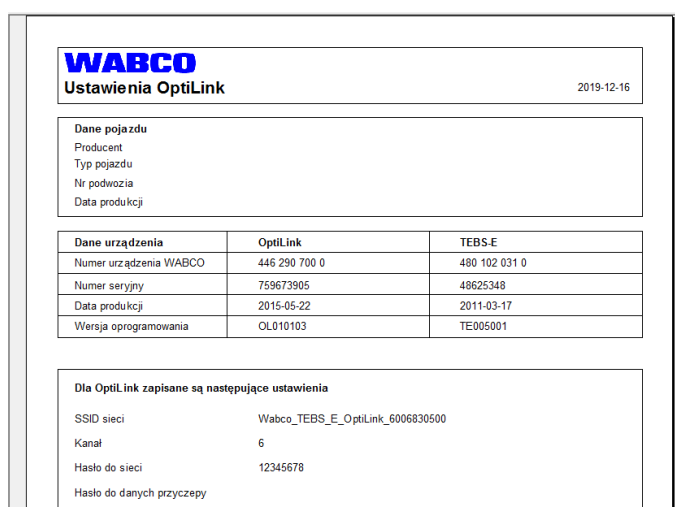 WABCO
Ustawienia OptiLink 2019-12-16
Dane pojazdu
Producent
Typ pojazdu
Nr podwozia
Data produkcji
Dane urządzenia OptiLink TEBS-E
Numer urządzenia WABCO 446 290 700 0 480 102 031 0
Numer seryjny 759673905 48625348
Data produkcji 2015-05-22 2011-03-17
Wersja oprogramowania OL010103 TE005001
Dla OptiLink zapisane są następujące ustawienia
SSID sieci Wabco_TEBS_E_OptiLink_6006830500
Kanał 6
Hasło do sieci 12345678
Hasło do danych przyczepy